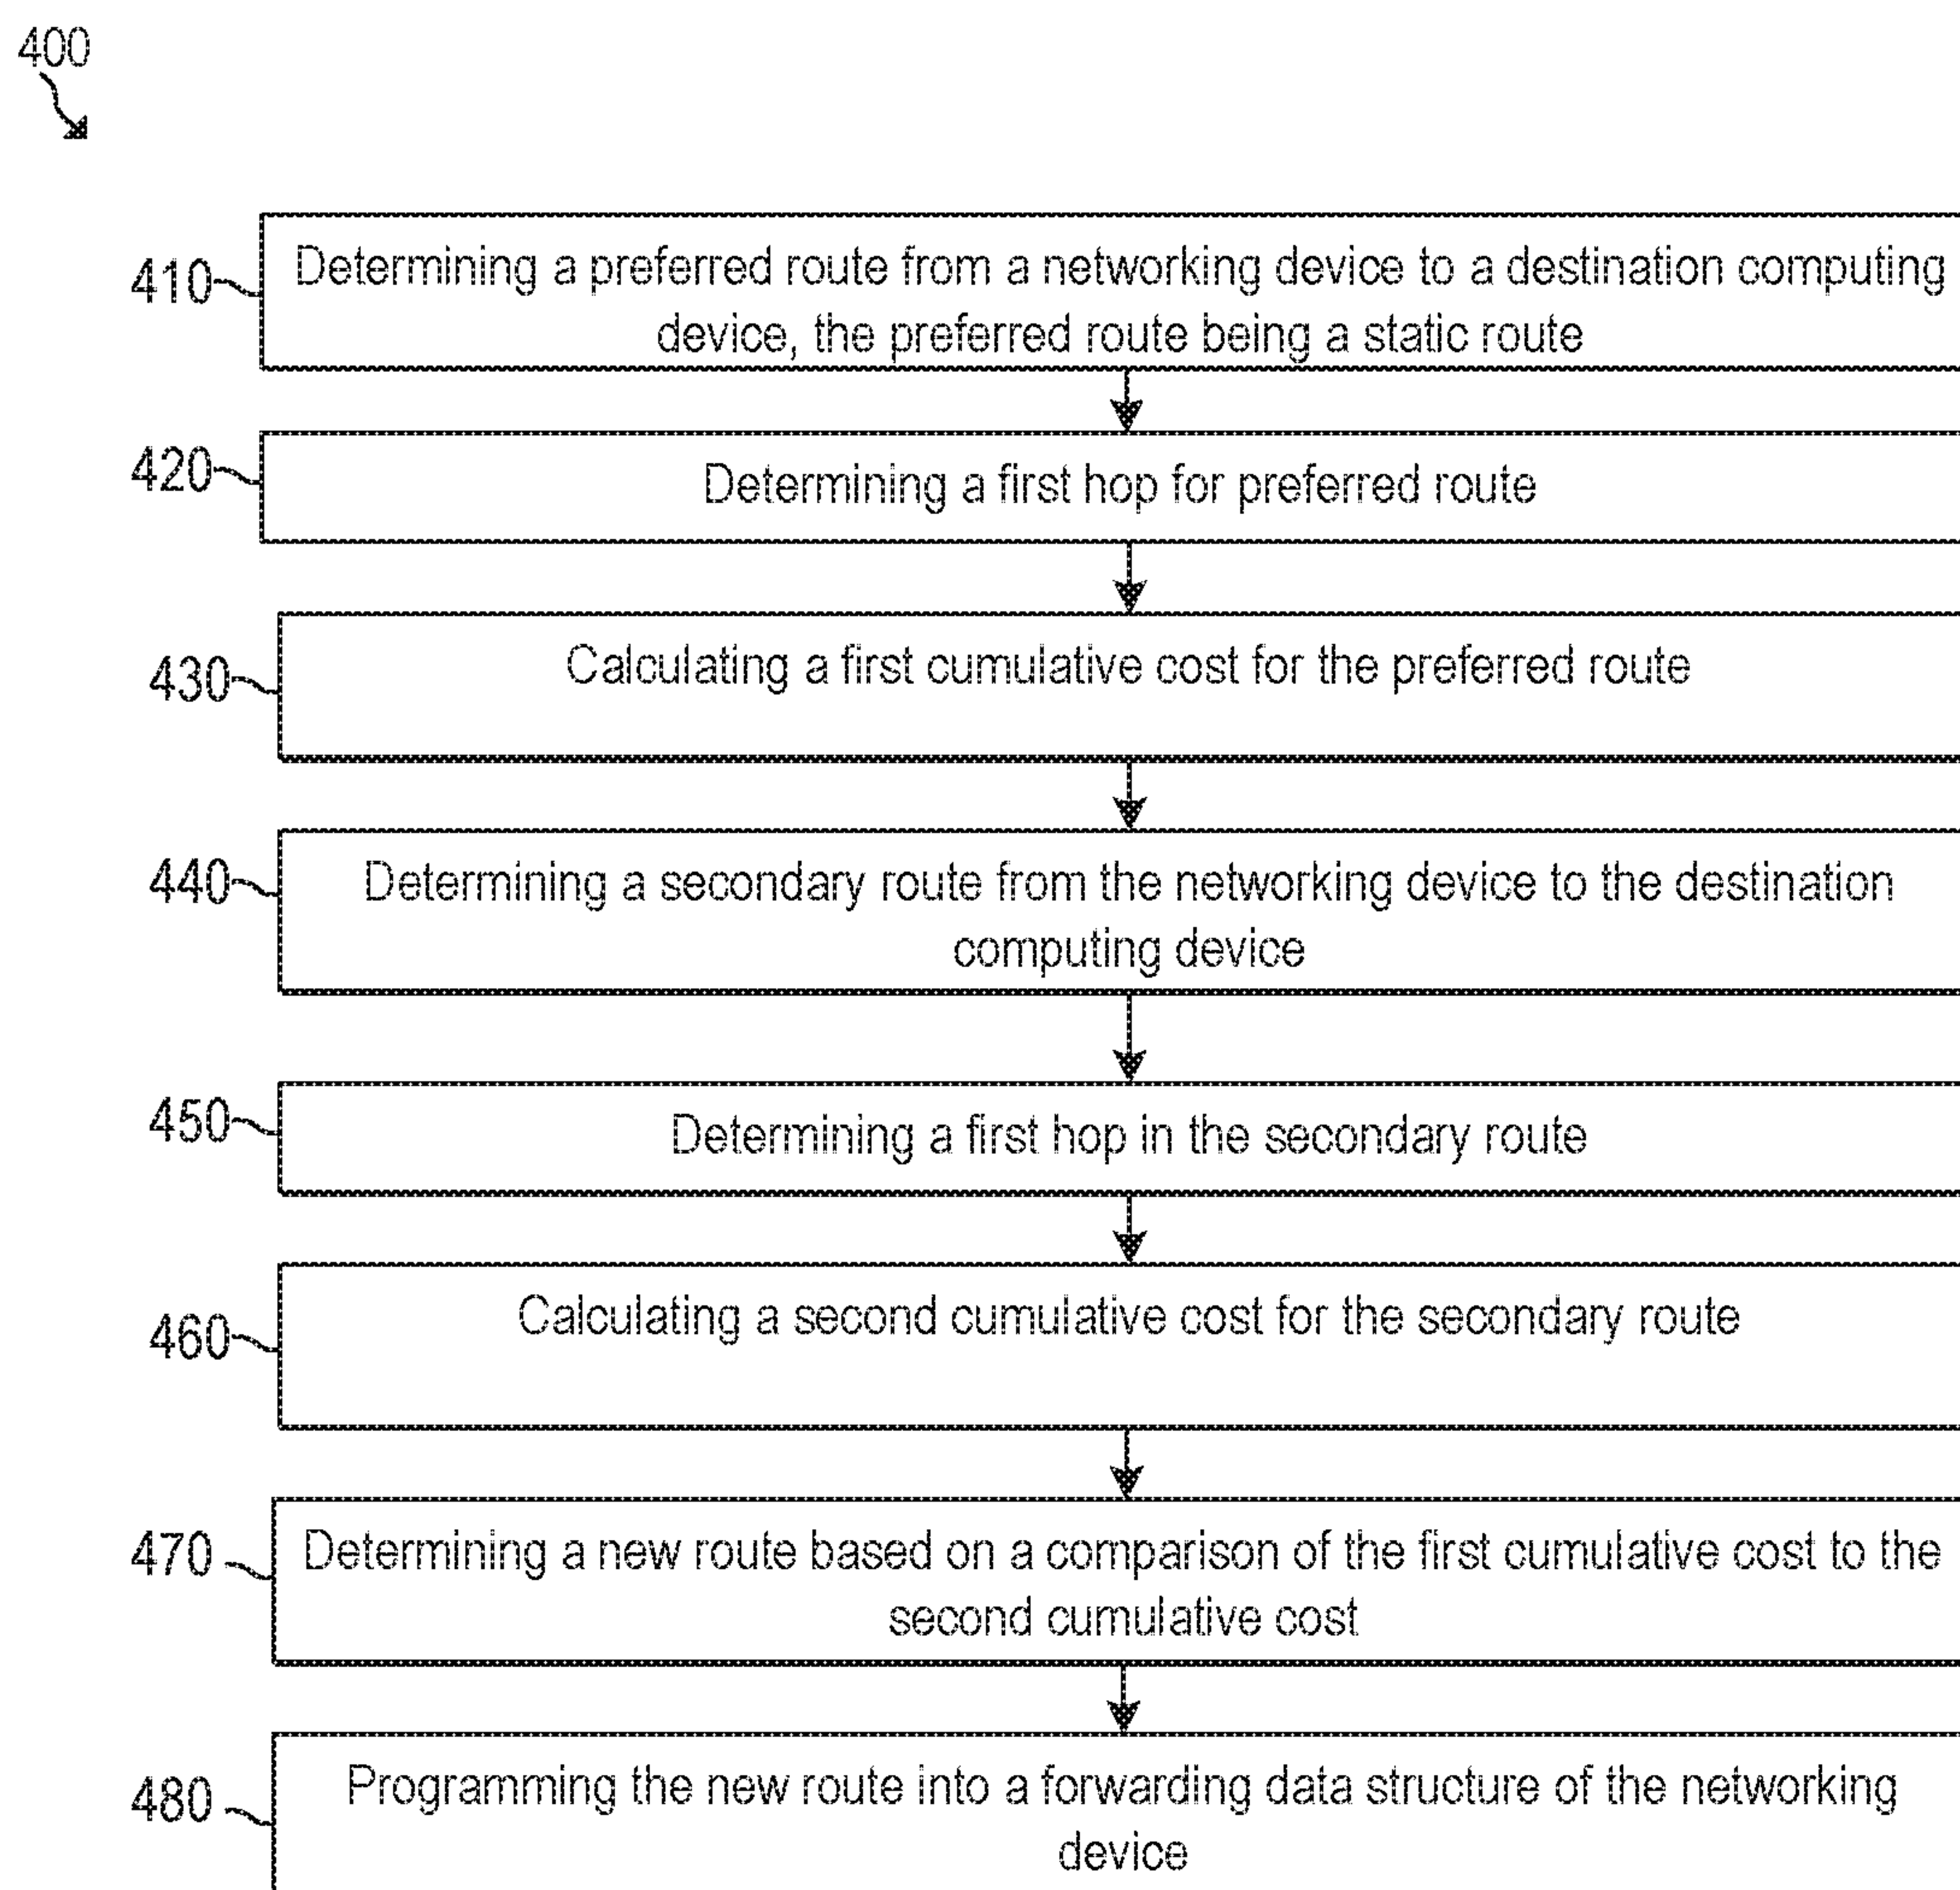 400
410
Determining a preferred route from a networking device to a destination computing
device, the preferred route being a static route
420
Determining a first hop for preferred route
430
Calculating a first cumulative cost for the preferred route
440
Determining a secondary route from the networking device to the destination
computing device
450
Determining a first hop in the secondary route
460
Calculating a second cumulative cost for the secondary route
470
Determining a new route based on a comparison of the first cumulative cost to the
second cumulative cost
480
Programming the new route into a forwarding data structure of the networking
device